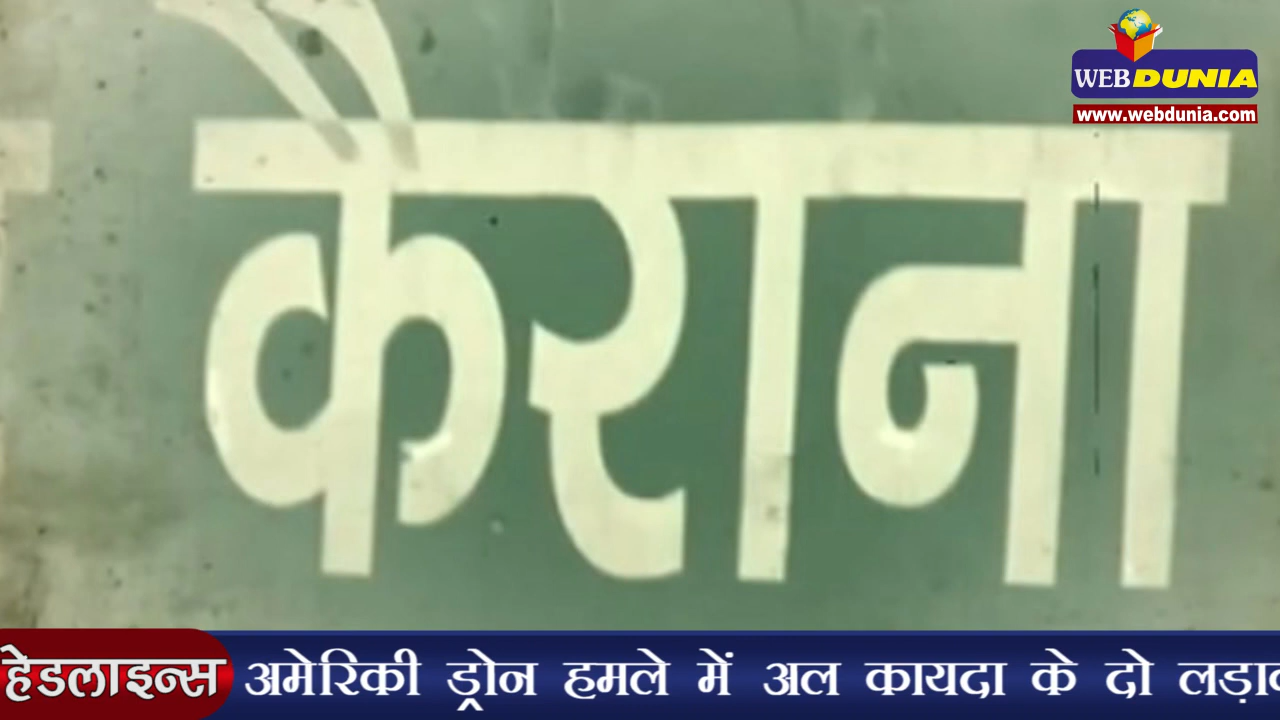 WEBDUNIA
www.webdunia.com
कैराना
हेडलाइन्स अमेरिकी ड्रोन हमले में अल कायदा के दो